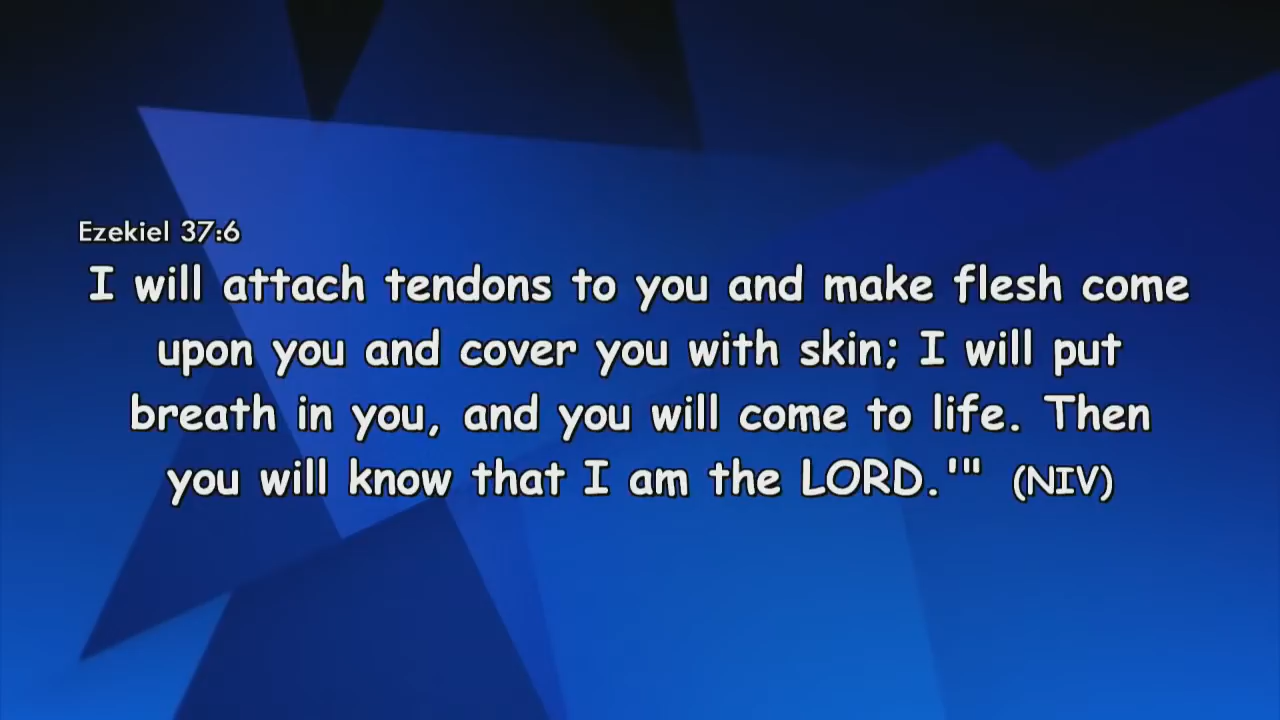 Ezekiel 37:6
I will attach tendons to you and make flesh come
upon you and cover you with skin; I will put
breath in you, and you will come to life. Then
you will know that I am the LORD.'" (NIV)